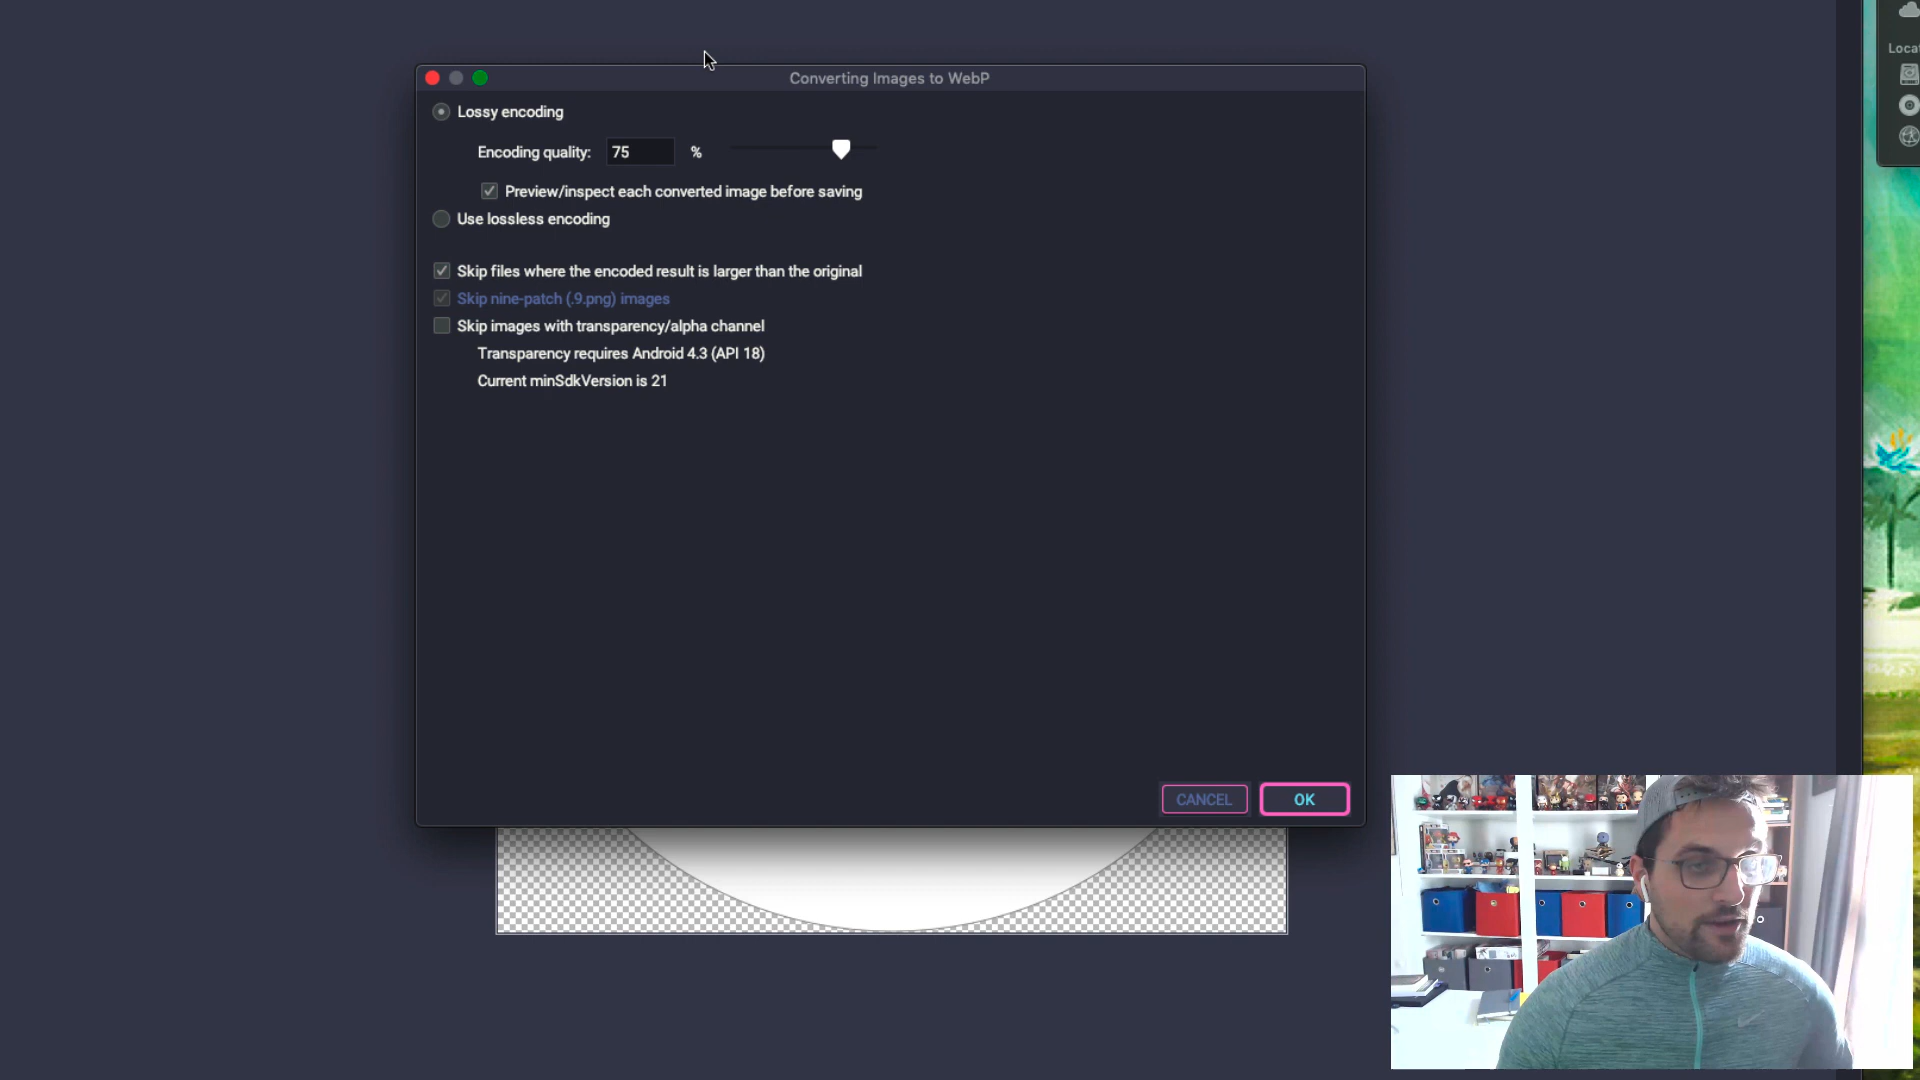 Converting Images to WebP
Locat
Lossy encoding
Encoding quality: 75 %
Preview/inspect each converted image before saving
Use lossless encoding
Skip files where the encoded result is larger than the original
Skip nine-patch (.9.png) images
Skip images with transparency/alpha channel
Transparency requires Android 4.3 (API 18)
Current minSdkVersion is 21
CANCEL OK